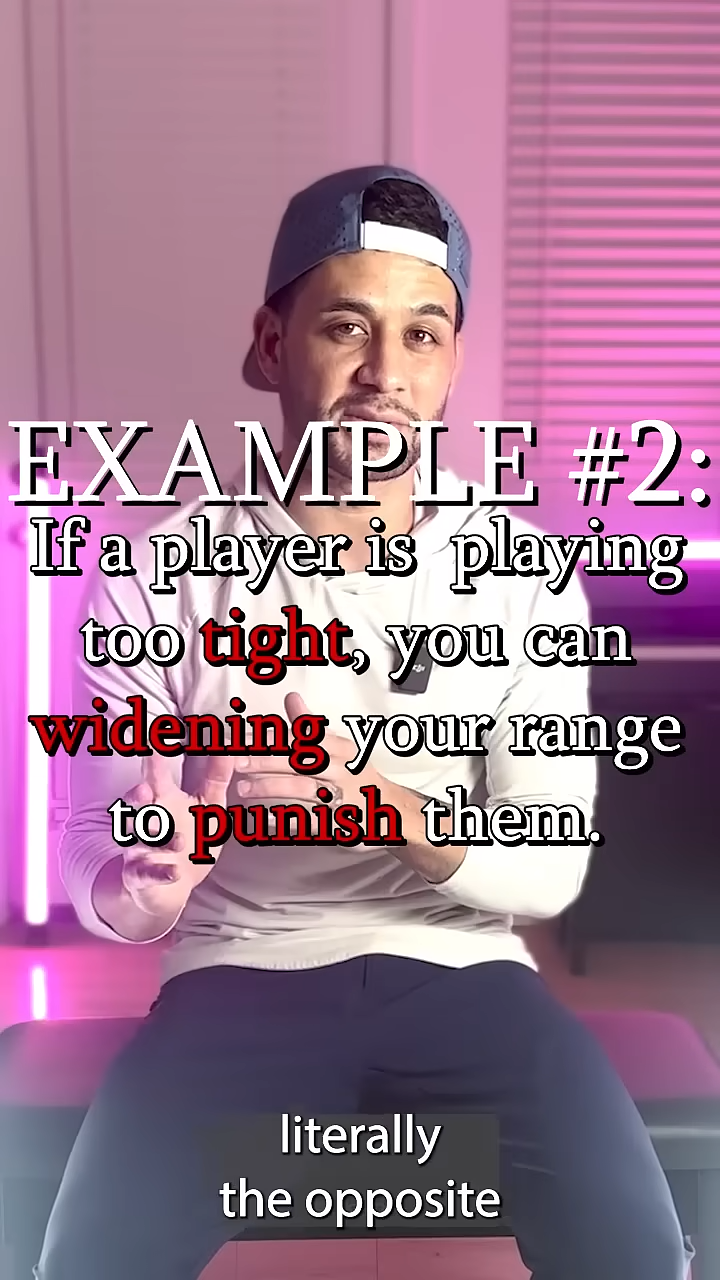 EXAMPLE #2:
If a player is playing
too tight, you can
widening your range
to punish them.
literally
the opposite